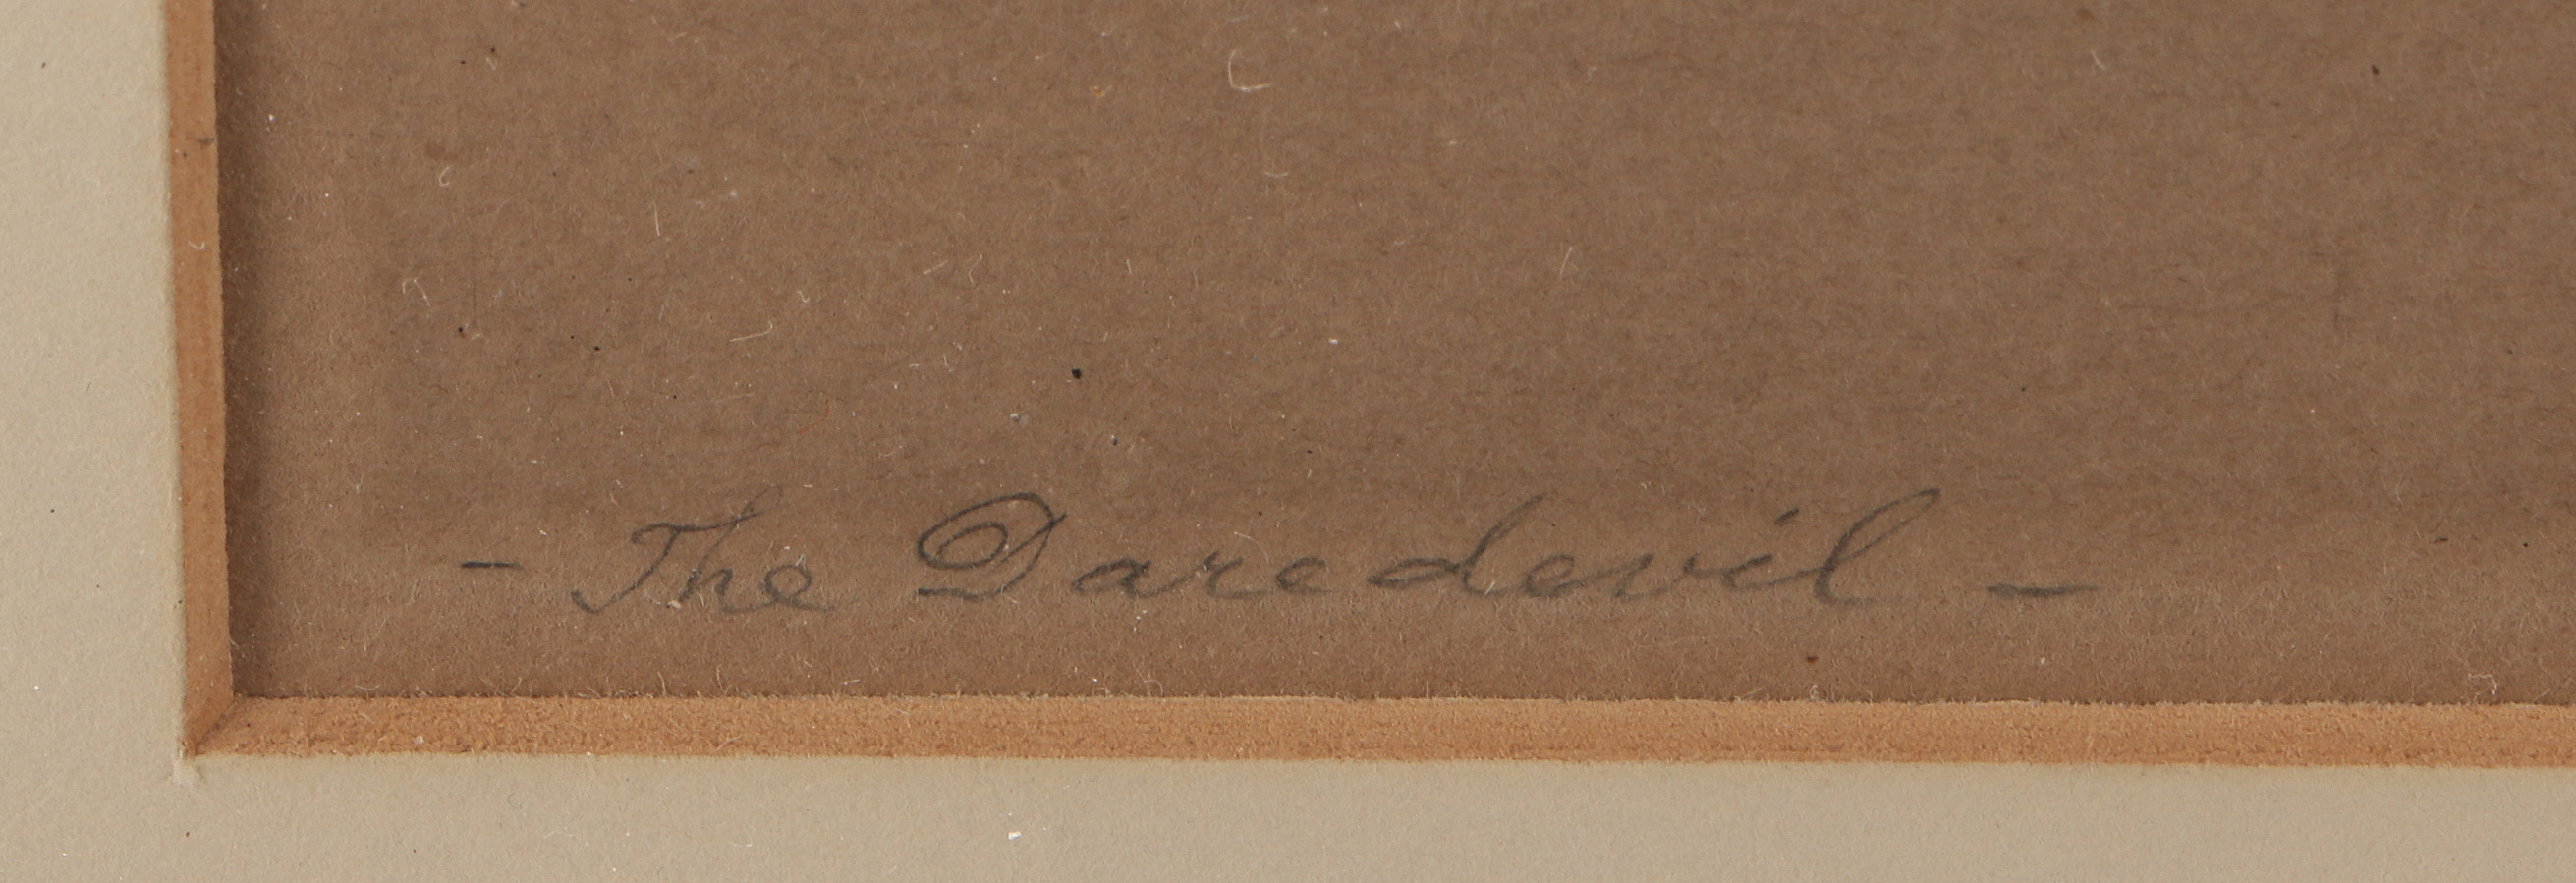 - The Daredevil -